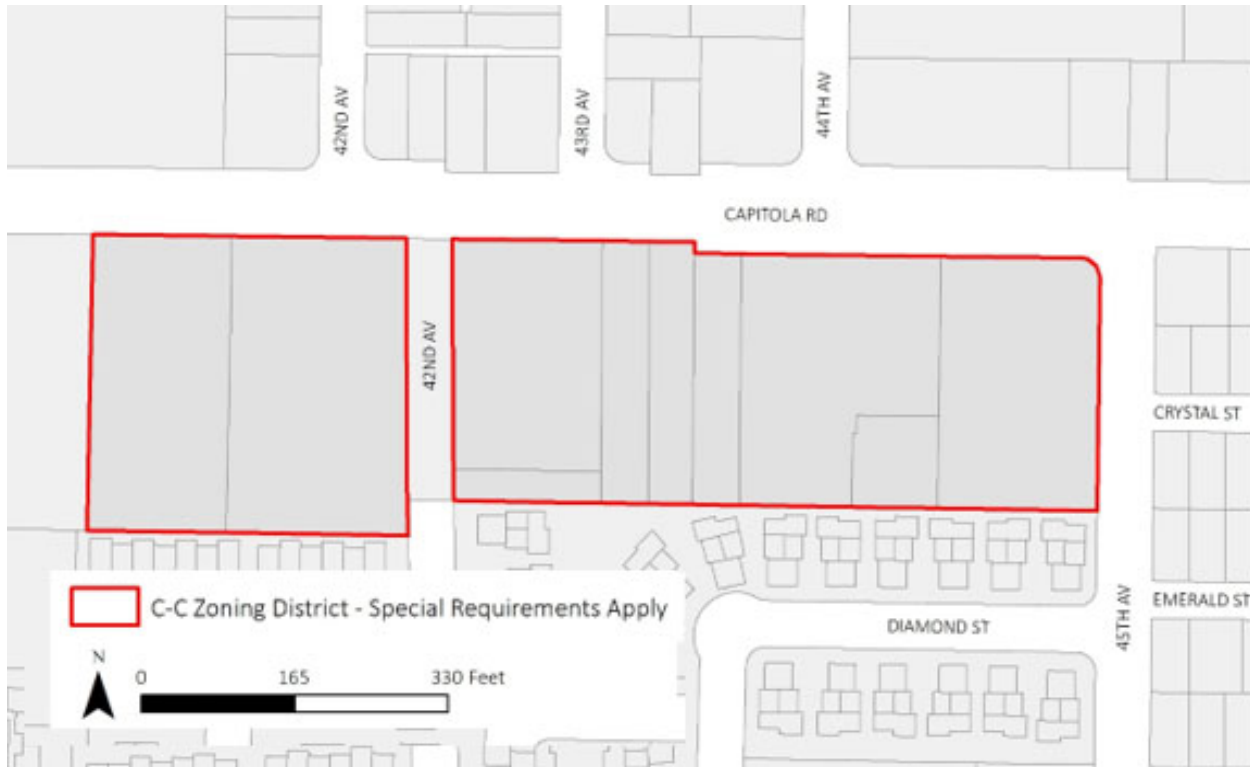 42ND AV
43RD AV
44TH AV
CAPITOLA RD
42ND AV
CRYSTAL ST
C-C Zoning District - Special Requirements Apply
EMERALD ST
DIAMOND ST
45TH AV
N
0 165 330 Feet